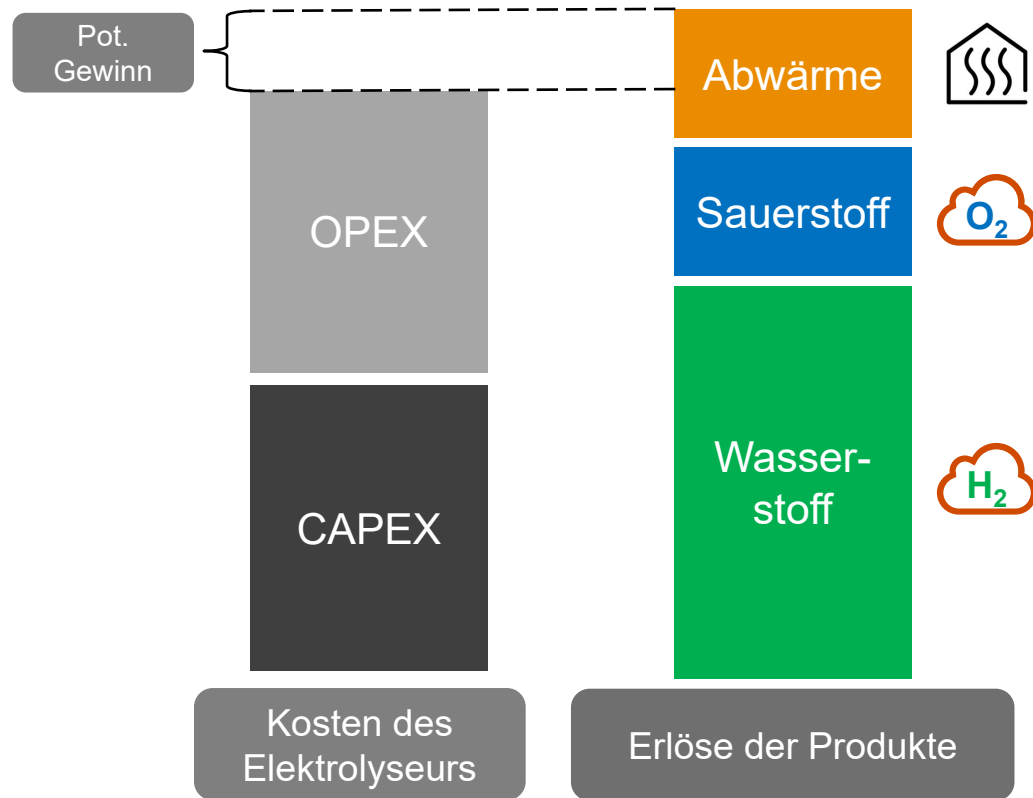 Pot.
Gewinn
Abwärme
OPEX
Sauerstoff
O₂
CAPEX
Wasser-
stoff
H₂
Kosten des
Elektrolyseurs
Erlöse der Produkte